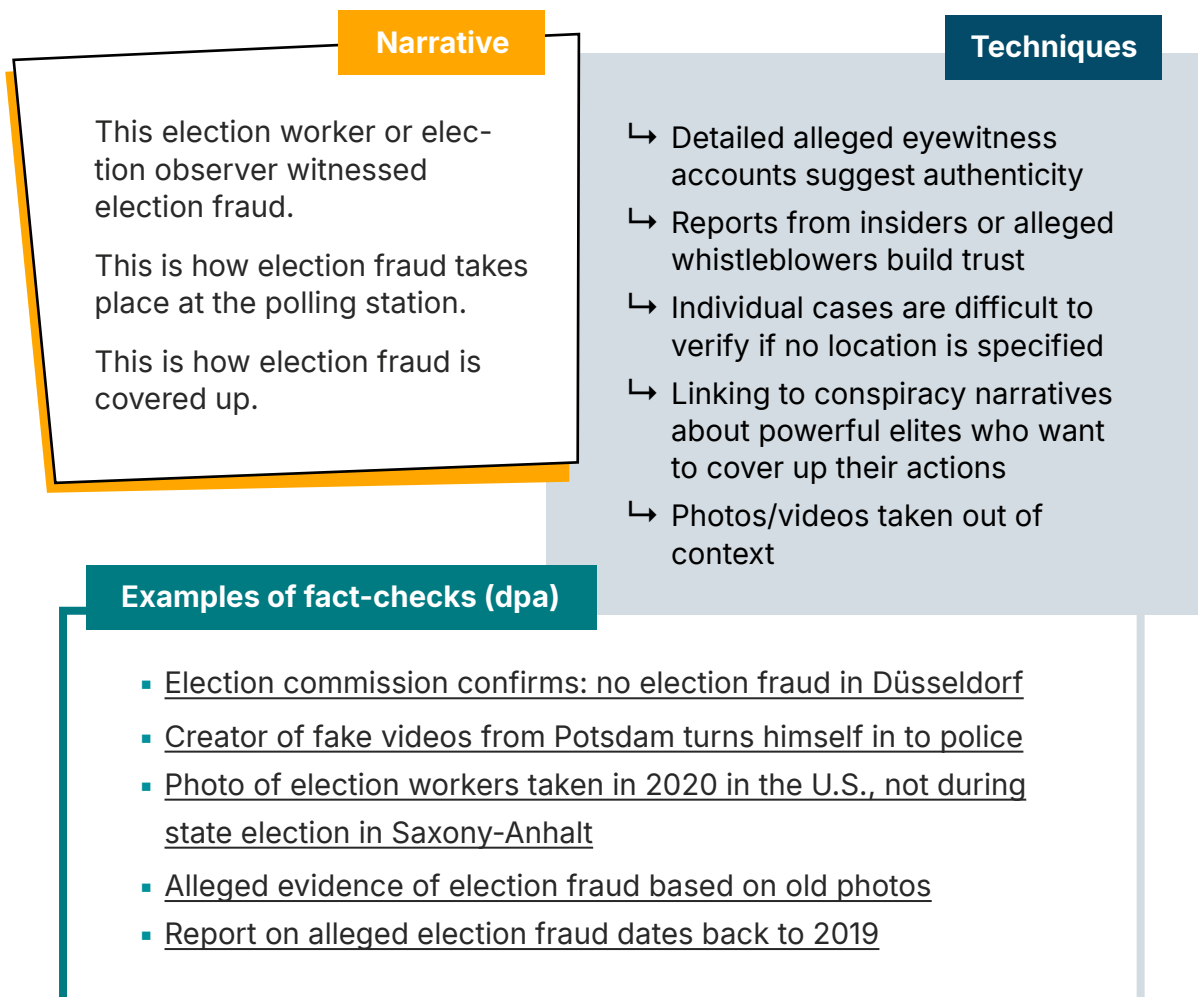 Narrative
This election worker or elec-
tion observer witnessed
election fraud.
This is how election fraud takes
place at the polling station.
This is how election fraud is
covered up.
Techniques
↳ Detailed alleged eyewitness
accounts suggest authenticity
↳ Reports from insiders or alleged
whistleblowers build trust
↳ Individual cases are difficult to
verify if no location is specified
↳ Linking to conspiracy narratives
about powerful elites who want
to cover up their actions
↳ Photos/videos taken out of
context
Examples of fact-checks (dpa)
▪ Election commission confirms: no election fraud in Düsseldorf
▪ Creator of fake videos from Potsdam turns himself in to police
▪ Photo of election workers taken in 2020 in the U.S., not during
state election in Saxony-Anhalt
▪ Alleged evidence of election fraud based on old photos
▪ Report on alleged election fraud dates back to 2019